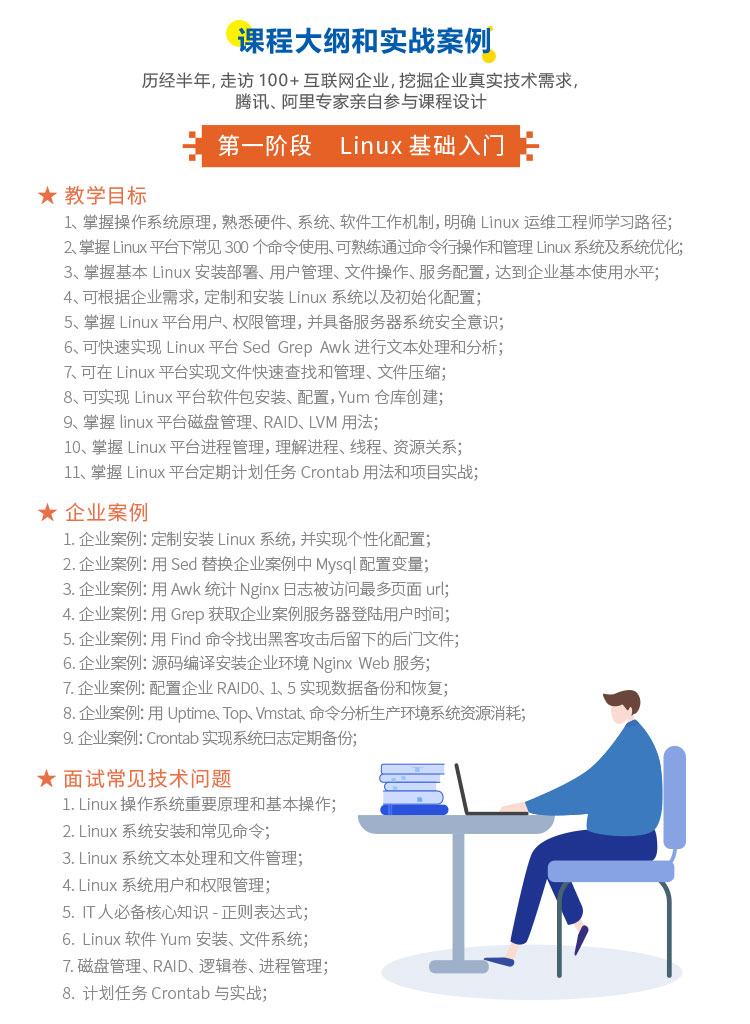 课程大纲和实战案例
历经半年, 走访 100+ 互联网企业, 挖掘企业真实技术需求,
腾讯、阿里专家亲自参与课程设计
第一阶段 Linux 基础入门
★ 教学目标
1、掌握操作系统原理, 熟悉硬件、系统、软件工作机制, 明确 Linux 运维工程师学习路径;
2、掌握 Linux 平台下常见 300 个命令使用、可熟练通过命令行操作和管理 Linux 系统及系统优化;
3、掌握基本 Linux 安装部署、用户管理、文件操作、服务配置, 达到企业基本使用水平;
4、可根据企业需求, 定制和安装 Linux 系统以及初始化配置;
5、掌握 Linux 平台用户、权限管理, 并具备服务器系统安全意识;
6、可快速实现 Linux 平台 Sed Grep Awk 进行文本处理和分析;
7、可在 Linux 平台实现文件快速查找和管理、文件压缩;
8、可实现 Linux 平台软件包安装、配置, Yum 仓库创建;
9、掌握 linux 平台磁盘管理、RAID、LVM 用法;
10、掌握 Linux 平台进程管理, 理解进程、线程、资源关系;
11、掌握 Linux 平台定期计划任务 Crontab 用法和项目实战;
★ 企业案例
1. 企业案例: 定制安装 Linux 系统, 并实现个性化配置;
2. 企业案例: 用 Sed 替换企业案例中 Mysql 配置变量;
3. 企业案例: 用 Awk 统计 Nginx 日志被访问最多页面 url;
4. 企业案例: 用 Grep 获取企业案例服务器登陆用户时间;
5. 企业案例: 用 Find 命令找出黑客攻击后留下的后门文件;
6. 企业案例: 源码编译安装企业环境 Nginx Web 服务;
7. 企业案例: 配置企业 RAID0、1、5 实现数据备份和恢复;
8. 企业案例: 用 Uptime、Top、Vmstat、命令分析生产环境系统资源消耗;
9. 企业案例: Crontab 实现系统日志定期备份;
★ 面试常见技术问题
1. Linux 操作系统重要原理和基本操作;
2. Linux 系统安装和常见命令;
3. Linux 系统文本处理和文件管理;
4. Linux 系统用户和权限管理;
5. IT 人必备核心知识 - 正则表达式;
6. Linux 软件 Yum 安装、文件系统;
7. 磁盘管理、RAID、逻辑卷、进程管理;
8. 计划任务 Crontab 与实战;